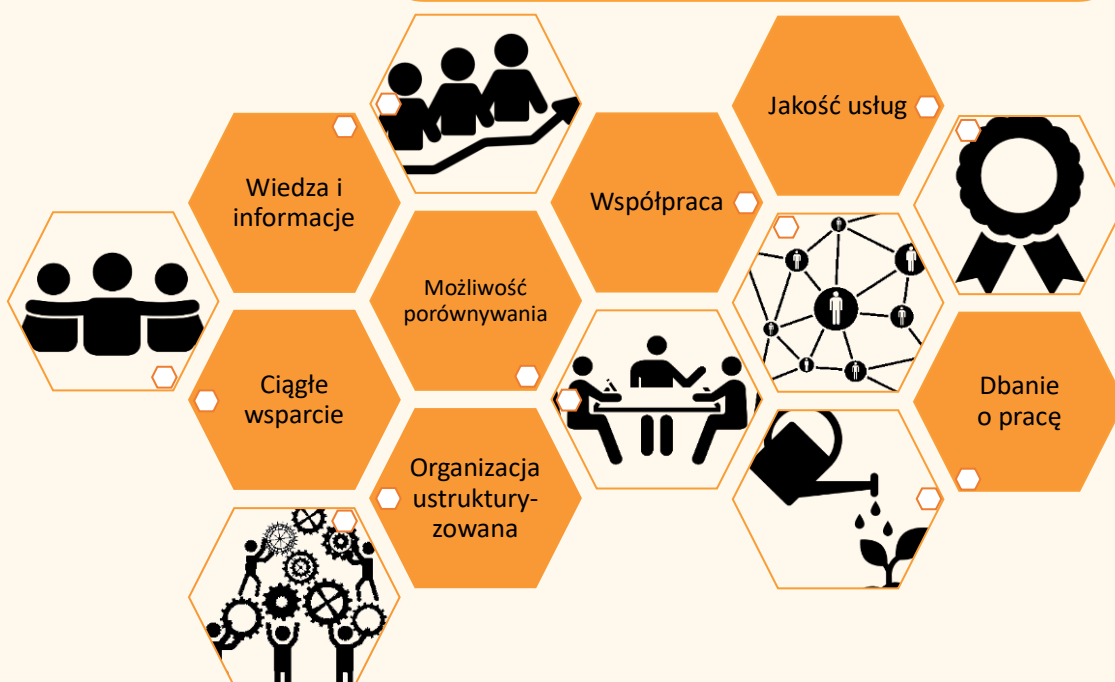 Jakość usług
Wiedza i
informacje
Współpraca
Możliwość
porównywania
Ciągłe
wsparcie
Dbanie
o pracę
Organizacja
ustruktury-
zowana